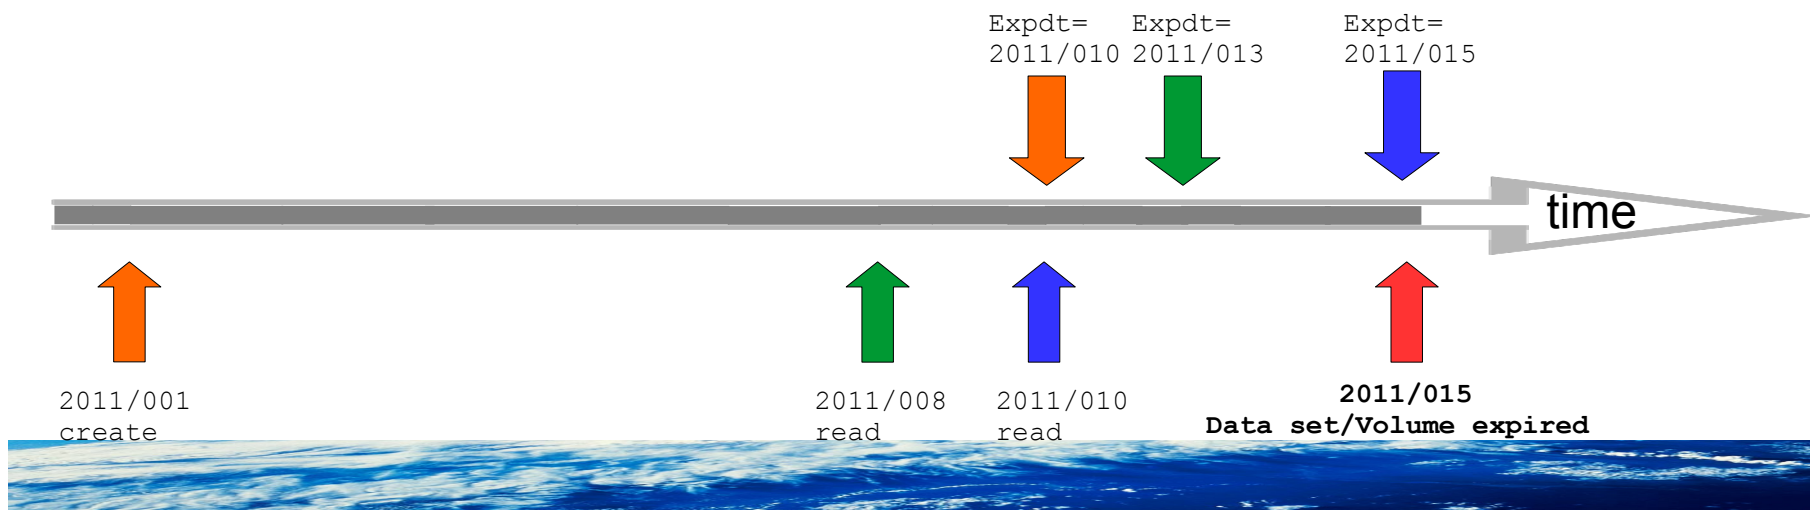 Expdt=
2011/010
Expdt=
2011/013
Expdt=
2011/015
time
2011/001
create
2011/008
read
2011/010
read
2011/015
Data set/Volume expired